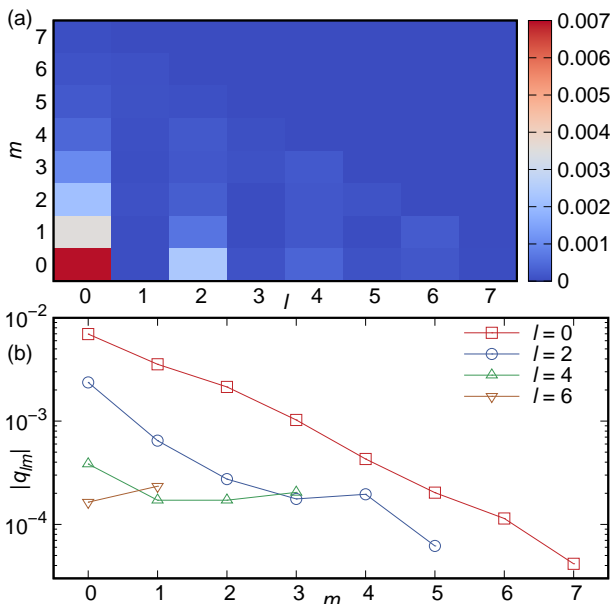 (a)
7
6
5
4
3
2
1
0
m
0 1 2 3 4 5 6 7
l
0.007
0.006
0.005
0.004
0.003
0.002
0.001
0
(b)
10⁻²
10⁻³
10⁻⁴
|qlm|
l = 0
l = 2
l = 4
l = 6
0 1 2 3 4 5 6 7
m